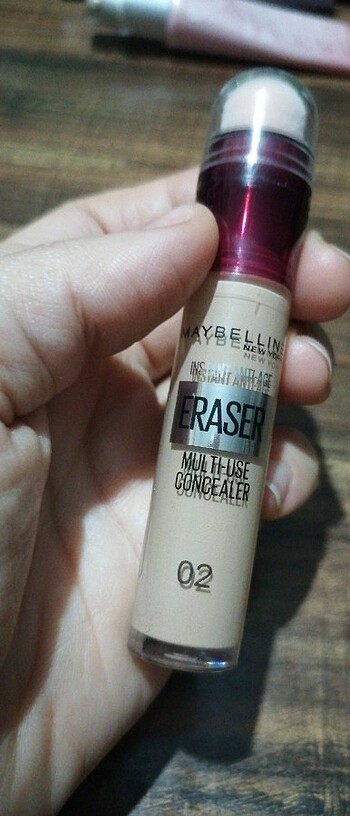 MAYBELLINE
NEW YORK
INSTANT ANTI-AGE
ERASER
MULTI-USE
CONCEALER
02